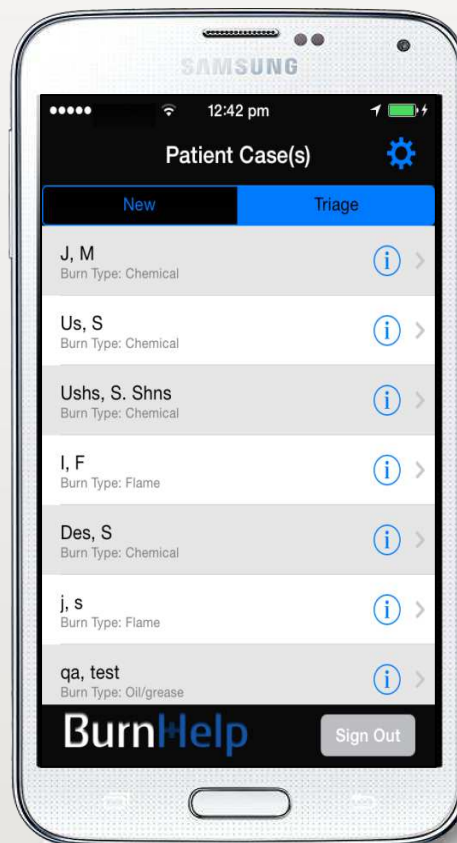 SAMSUNG
12:42 pm
Patient Case(s)
New
Triage
J, M
Burn Type: Chemical
Us, S
Burn Type: Chemical
Ushs, S. Shns
Burn Type: Chemical
I, F
Burn Type: Flame
Des, S
Burn Type: Chemical
j, s
Burn Type: Flame
qa, test
Burn Type: Oil/grease
BurnHelp
Sign Out